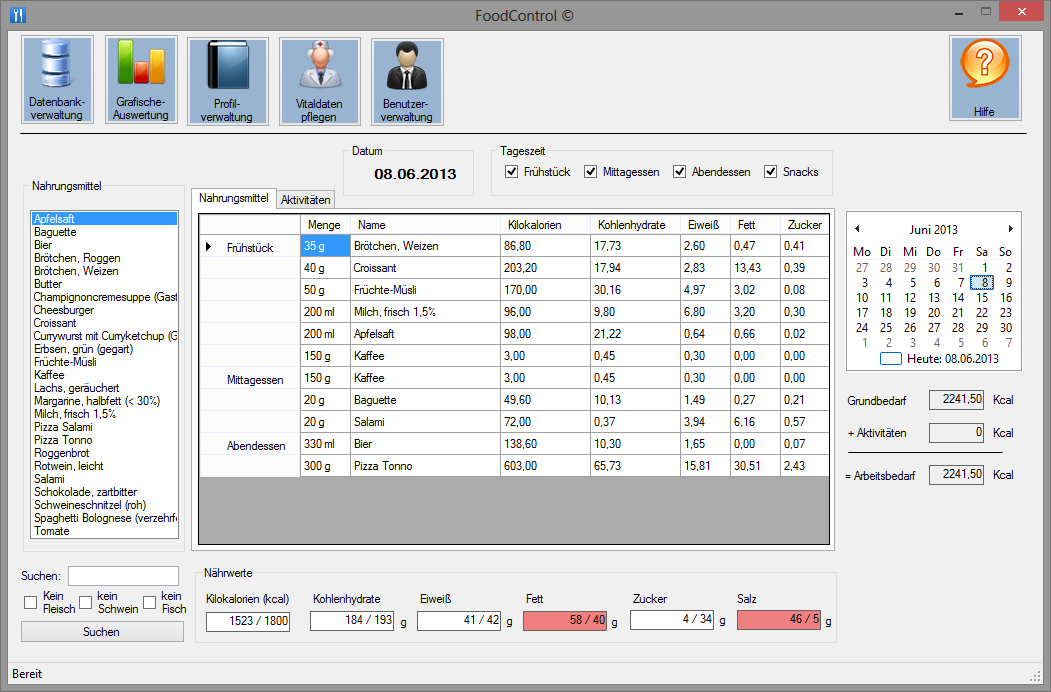 FoodControl ©
Datenbank-
verwaltung
Grafische-
Auswertung
Profil-
verwaltung
Vitaldaten
pflegen
Benutzer-
verwaltung
Hilfe
Datum
08.06.2013
Tageszeit
Frühstück Mittagessen Abendessen Snacks
Nahrungsmittel
Apfelsaft
Baguette
Bier
Brötchen, Roggen
Brötchen, Weizen
Butter
Champignoncremesuppe (Gast
Cheesburger
Croissant
Currywurst mit Curryketchup (G
Erbsen, grün (gegart)
Früchte-Müsli
Kaffee
Lachs, geräuchert
Margarine, halbfett (< 30%)
Milch, frisch 1,5%
Pizza Salami
Pizza Tonno
Roggenbrot
Rotwein, leicht
Salami
Schokolade, zartbitter
Schweineschnitzel (roh)
Spaghetti Bolognese (verzehrfe
Tomate
Nahrungsmittel Aktivitäten
Menge Name Kilokalorien Kohlenhydrate Eiweiß Fett Zucker
Frühstück 35 g Brötchen, Weizen 86,80 17,73 2,60 0,47 0,41
40 g Croissant 203,20 17,94 2,83 13,43 0,39
50 g Früchte-Müsli 170,00 30,16 4,97 3,02 0,08
200 ml Milch, frisch 1,5% 96,00 9,80 6,80 3,20 0,30
200 ml Apfelsaft 98,00 21,22 0,64 0,66 0,02
150 g Kaffee 3,00 0,45 0,30 0,00 0,00
Mittagessen 150 g Kaffee 3,00 0,45 0,30 0,00 0,00
20 g Baguette 49,60 10,13 1,49 0,27 0,21
20 g Salami 72,00 0,37 3,94 6,16 0,57
Abendessen 330 ml Bier 138,60 10,30 1,65 0,00 0,07
300 g Pizza Tonno 603,00 65,73 15,81 30,51 2,43
Juni 2013
Mo Di Mi Do Fr Sa So
27 28 29 30 31 1 2
3 4 5 6 7 8 9
10 11 12 13 14 15 16
17 18 19 20 21 22 23
24 25 26 27 28 29 30
1 2 3 4 5 6 7
Heute: 08.06.2013
Grundbedarf 2241,50 Kcal
+ Aktivitäten 0 Kcal
= Arbeitsbedarf 2241,50 Kcal
Suchen:
Kein
Fleisch
kein
Schwein
kein
Fisch
Suchen
Nährwerte
Kilokalorien (kcal) Kohlenhydrate Eiweiß Fett Zucker Salz
1523 / 1800 184 / 193 g 41 / 42 g 58 / 40 g 4 / 34 g 46 / 5 g
Bereit